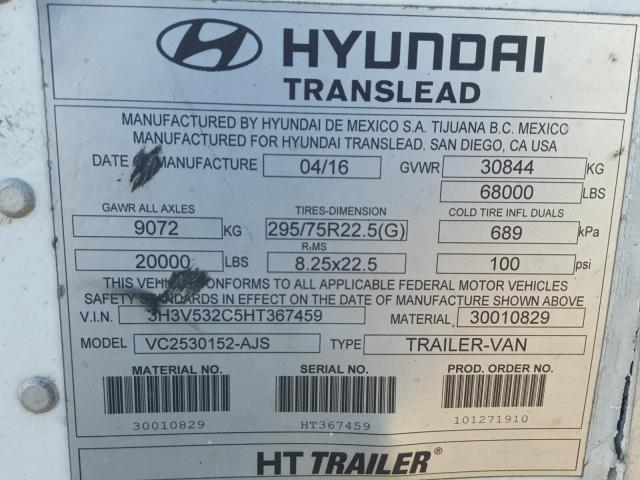 HYUNDAI
TRANSLEAD
MANUFACTURED BY HYUNDAI DE MEXICO S.A. TIJUANA B.C. MEXICO
MANUFACTURED FOR HYUNDAI TRANSLEAD. SAN DIEGO, CA USA
DATE MANUFACTURE 04/16 GVWR 30844 KG
68000 LBS
GAWR ALL AXLES TIRES-DIMENSION COLD TIRE INFL DUALS
9072 KG 295/75R22.5(G) 689 kPa
RIMS
20000 LBS 8.25x22.5 100 psi
THIS VEHICLE CONFORMS TO ALL APPLICABLE FEDERAL MOTOR VEHICLES
SAFETY STANDARDS IN EFFECT ON THE DATE OF MANUFACTURE SHOWN ABOVE
V.I.N. 3H3V532C5HT367459 MATERIAL 30010829
MODEL VC2530152-AJS TYPE TRAILER-VAN
MATERIAL NO. SERIAL NO. PROD. ORDER NO.
30010829 HT367459 101271910
HT TRAILER